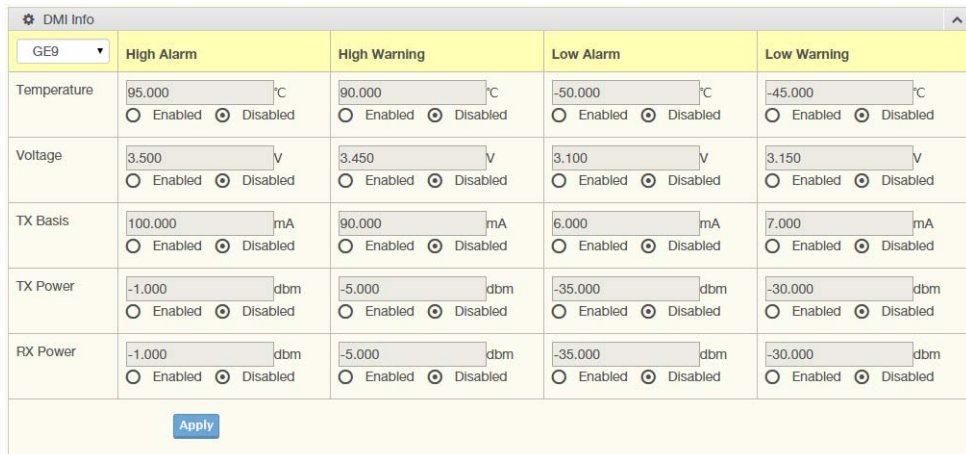 DMI Info
GE9 High Alarm High Warning Low Alarm Low Warning
Temperature 95.000 ℃ 90.000 ℃ -50.000 ℃ -45.000 ℃
Enabled Disabled Enabled Disabled Enabled Disabled Enabled Disabled
Voltage 3.500 V 3.450 V 3.100 V 3.150 V
Enabled Disabled Enabled Disabled Enabled Disabled Enabled Disabled
TX Basis 100.000 mA 90.000 mA 6.000 mA 7.000 mA
Enabled Disabled Enabled Disabled Enabled Disabled Enabled Disabled
TX Power -1.000 dbm -5.000 dbm -35.000 dbm -30.000 dbm
Enabled Disabled Enabled Disabled Enabled Disabled Enabled Disabled
RX Power -1.000 dbm -5.000 dbm -35.000 dbm -30.000 dbm
Enabled Disabled Enabled Disabled Enabled Disabled Enabled Disabled
Apply